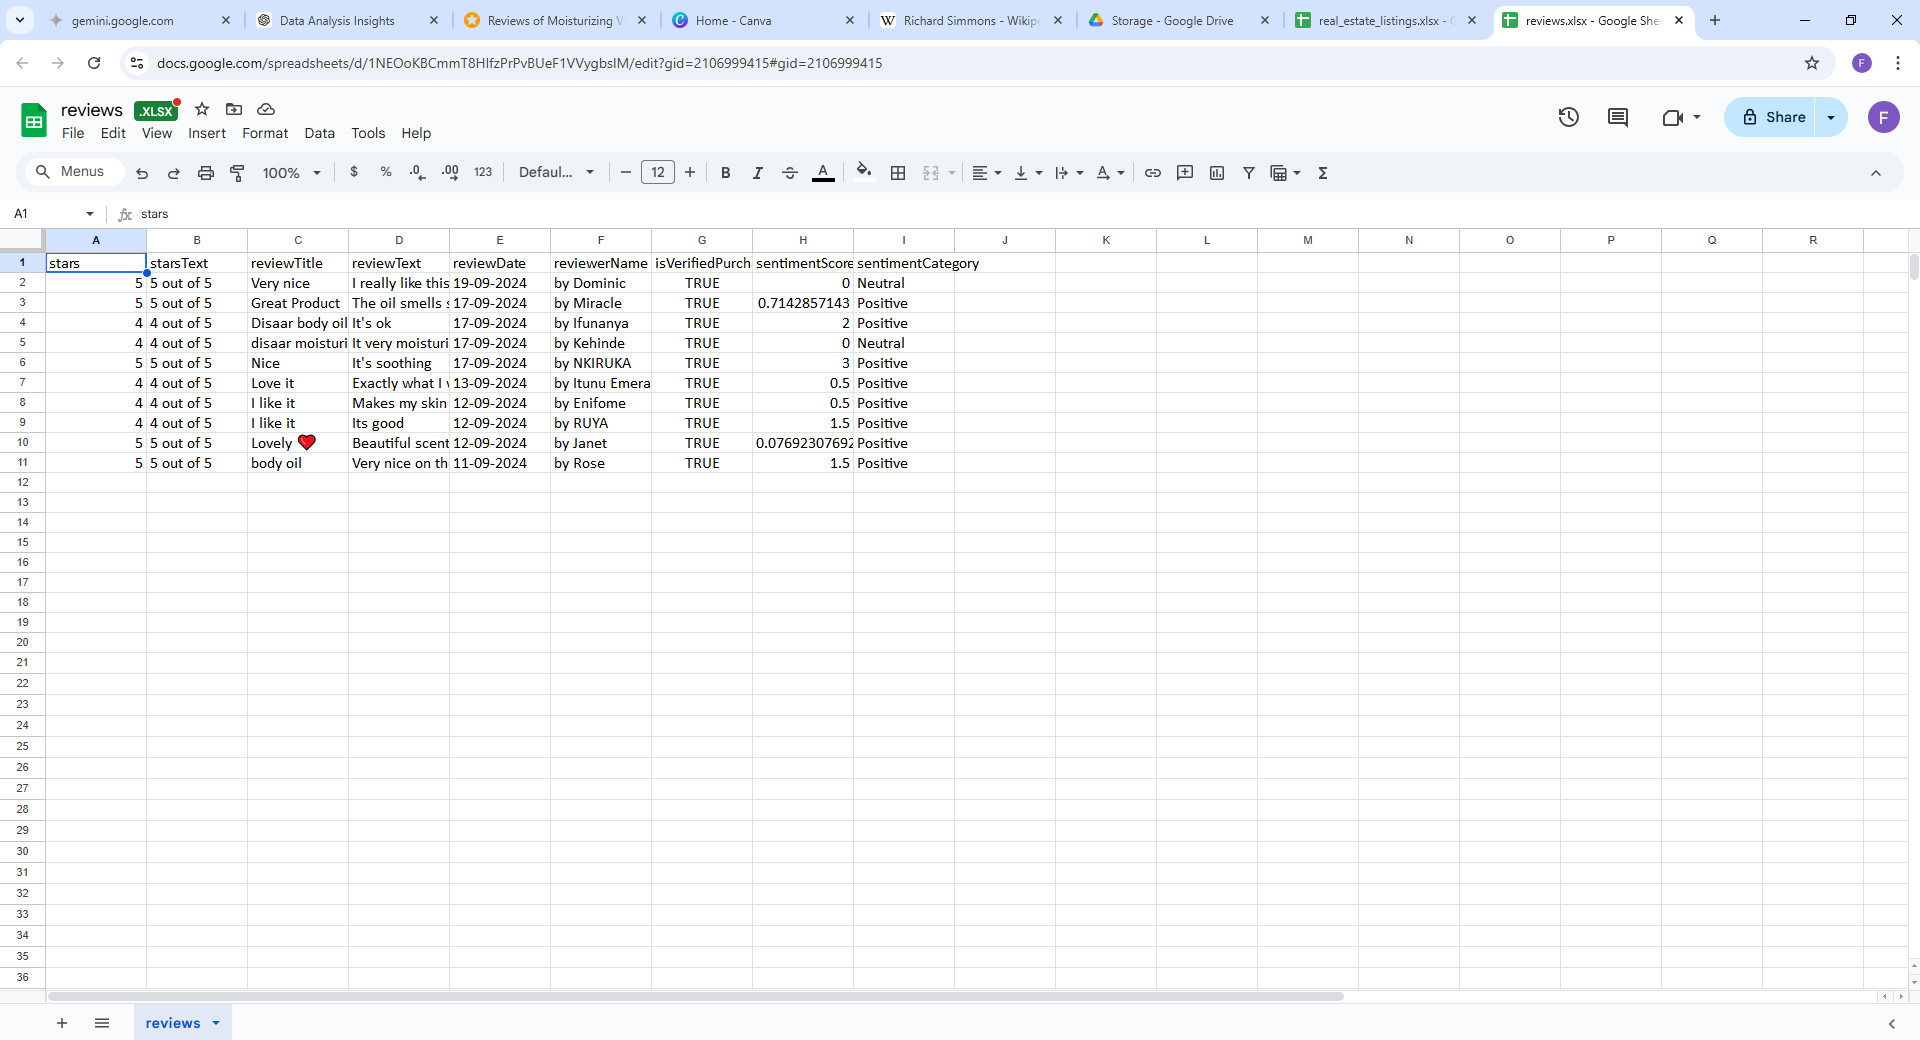 gemini.google.com Data Analysis Insights Reviews of Moisturizing V Home - Canva Richard Simmons - Wikipe Storage - Google Drive real_estate_listings.xlsx - G reviews.xlsx - Google She
docs.google.com/spreadsheets/d/1NEOoKBCmmT8HlfzPrPvBUeF1VVygbsIM/edit?gid=2106999415#gid=2106999415 F
reviews .XLSX
File Edit View Insert Format Data Tools Help
Share F
Menus 100% $ % .0 .00 123 Defaul... − 12 + B I S A Σ
A1 fx stars
A B C D E F G H I J K L M N O P Q R
1 stars starsText reviewTitle reviewText reviewDate reviewerName isVerifiedPurch sentimentScore sentimentCategory
2 5 5 out of 5 Very nice I really like this 19-09-2024 by Dominic TRUE 0 Neutral
3 5 5 out of 5 Great Product The oil smells s 17-09-2024 by Miracle TRUE 0.7142857143 Positive
4 4 4 out of 5 Disaar body oil It's ok 17-09-2024 by Ifunanya TRUE 2 Positive
5 4 4 out of 5 disaar moisturi It very moisturi 17-09-2024 by Kehinde TRUE 0 Neutral
6 5 5 out of 5 Nice It's soothing 17-09-2024 by NKIRUKA TRUE 3 Positive
7 4 4 out of 5 Love it Exactly what I w 13-09-2024 by Itunu Emera TRUE 0.5 Positive
8 4 4 out of 5 I like it Makes my skin 12-09-2024 by Enifome TRUE 0.5 Positive
9 4 4 out of 5 I like it Its good 12-09-2024 by RUYA TRUE 1.5 Positive
10 5 5 out of 5 Lovely ❤️ Beautiful scent 12-09-2024 by Janet TRUE 0.07692307692 Positive
11 5 5 out of 5 body oil Very nice on th 11-09-2024 by Rose TRUE 1.5 Positive
12
13
14
15
16
17
18
19
20
21
22
23
24
25
26
27
28
29
30
31
32
33
34
35
36
reviews